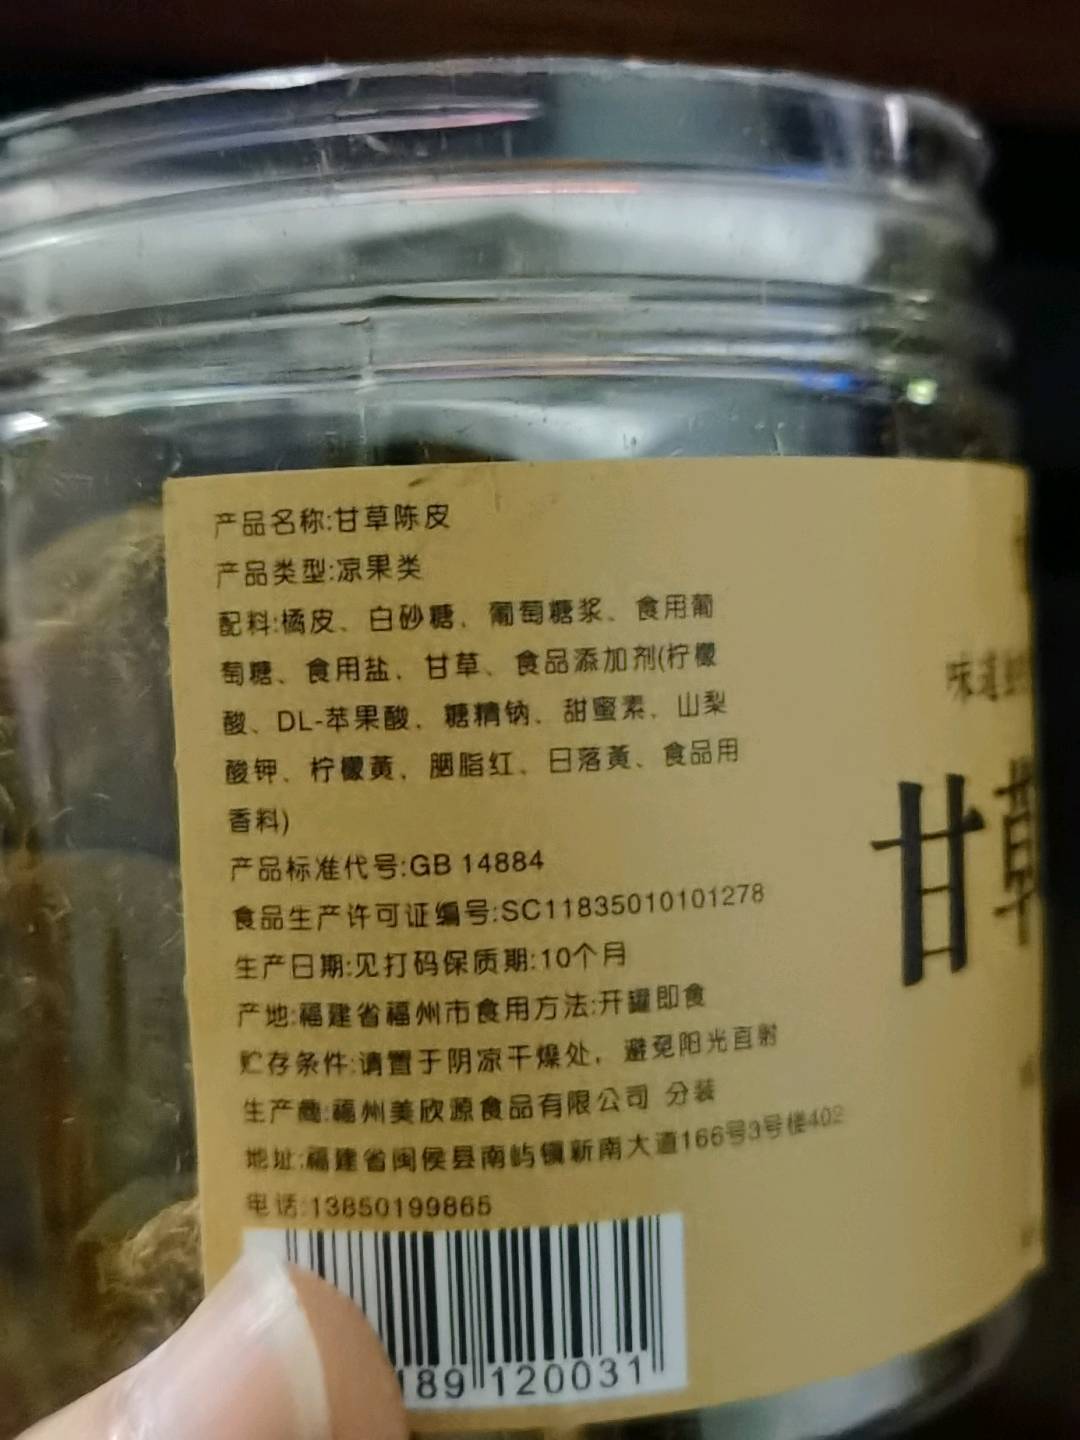 产品名称:甘草陈皮
产品类型:凉果类
配料:橘皮、白砂糖、葡萄糖浆、食用葡
萄糖、食用盐、甘草、食品添加剂(柠檬
酸、DL-苹果酸、糖精钠、甜蜜素、山梨
酸钾、柠檬黄、胭脂红、日落黄、食品用
香料)
产品标准代号:GB 14884
食品生产许可证编号:SC11835010101278
生产日期:见打码保质期:10个月
产地:福建省福州市食用方法:开罐即食
贮存条件:请置于阴凉干燥处，避免阳光直射
生产商:福州美欣源食品有限公司 分装
地址:福建省闽侯县南屿镇新南大道166号3号楼402
电话:13850199865
189 120031
味道
甘草